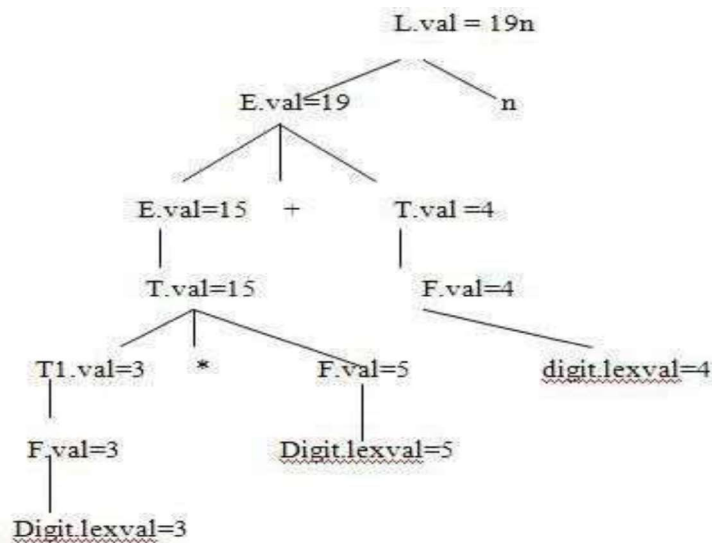 L.val = 19n
E.val=19 n
E.val=15 + T.val =4
T.val=15 F.val=4
T1.val=3 * F.val=5 digit.lexval=4
F.val=3 Digit.lexval=5
Digit.lexval=3